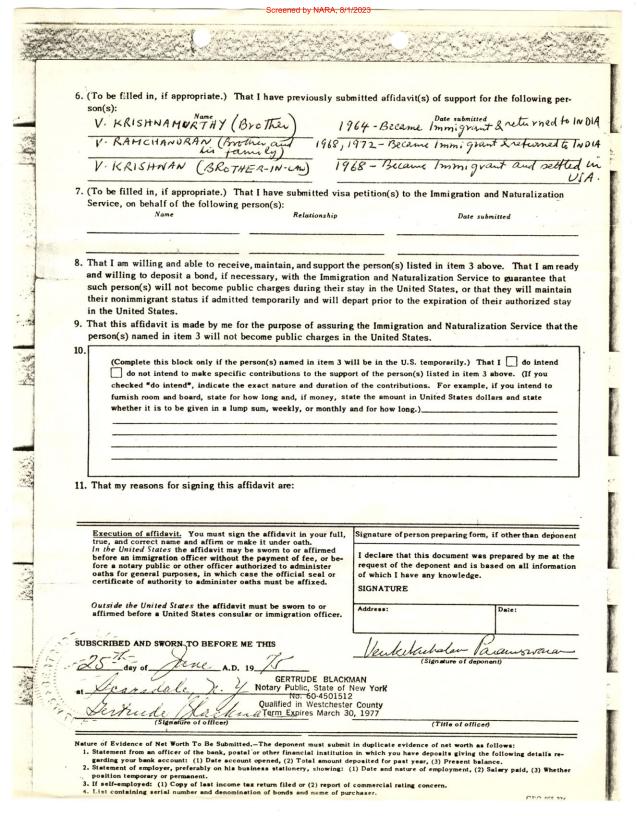 Screened by NARA, 8/1/2023
6. (To be filled in, if appropriate.) That I have previously submitted affidavit(s) of support for the following per-
son(s):
Name Date submitted
V. KRISHNAMURTHY (Brother) 1964 - Became Immigrant & returned to INDIA
V. RAMCHANDRAN (Brother and his family) 1968, 1972 - Became Immigrant & returned to INDIA
V. KRISHNAN (BROTHER-IN-LAW) 1968 - Became Immigrant and settled in USA.
7. (To be filled in, if appropriate.) That I have submitted visa petition(s) to the Immigration and Naturalization
Service, on behalf of the following person(s):
Name Relationship Date submitted
8. That I am willing and able to receive, maintain, and support the person(s) listed in item 3 above. That I am ready
and willing to deposit a bond, if necessary, with the Immigration and Naturalization Service to guarantee that
such person(s) will not become public charges during their stay in the United States, or that they will maintain
their nonimmigrant status if admitted temporarily and will depart prior to the expiration of their authorized stay
in the United States.
9. That this affidavit is made by me for the purpose of assuring the Immigration and Naturalization Service that the
person(s) named in item 3 will not become public charges in the United States.
10.
(Complete this block only if the person(s) named in item 3 will be in the U.S. temporarily.) That I do intend
do not intend to make specific contributions to the support of the person(s) listed in item 3 above. (If you
checked "do intend", indicate the exact nature and duration of the contributions. For example, if you intend to
furnish room and board, state for how long and, if money, state the amount in United States dollars and state
whether it is to be given in a lump sum, weekly, or monthly and for how long.)
11. That my reasons for signing this affidavit are:
Execution of affidavit. You must sign the affidavit in your full,
true, and correct name and affirm or make it under oath.
In the United States the affidavit may be sworn to or affirmed
before an immigration officer without the payment of fee, or be-
fore a notary public or other officer authorized to administer
oaths for general purposes, in which case the official seal or
certificate of authority to administer oaths must be affixed.
Outside the United States the affidavit must be sworn to or
affirmed before a United States consular or immigration officer.
Signature of person preparing form, if other than deponent
I declare that this document was prepared by me at the
request of the deponent and is based on all information
of which I have any knowledge.
SIGNATURE
Address: Date:
SUBSCRIBED AND SWORN TO BEFORE ME THIS
25th day of June A.D. 19 75
Venkitachalam Parameswaran
(Signature of deponent)
at Scarsdale, N.Y
GERTRUDE BLACKMAN
Notary Public, State of New York
No. 60-4501512
Qualified in Westchester County
Term Expires March 30, 1977
Gertrude Blackman
(Signature of officer) (Title of officer)
Nature of Evidence of Net Worth To Be Submitted.—The deponent must submit in duplicate evidence of net worth as follows:
1. Statement from an officer of the bank, postal or other financial institution in which you have deposits giving the following details re-
garding your bank account: (1) Date account opened, (2) Total amount deposited for past year, (3) Present balance.
2. Statement of employer, preferably on his business stationery, showing: (1) Date and nature of employment, (2) Salary paid, (3) Whether
position temporary or permanent.
3. If self-employed: (1) Copy of last income tax return filed or (2) report of commercial rating concern.
4. List containing serial number and denomination of bonds and name of purchaser.